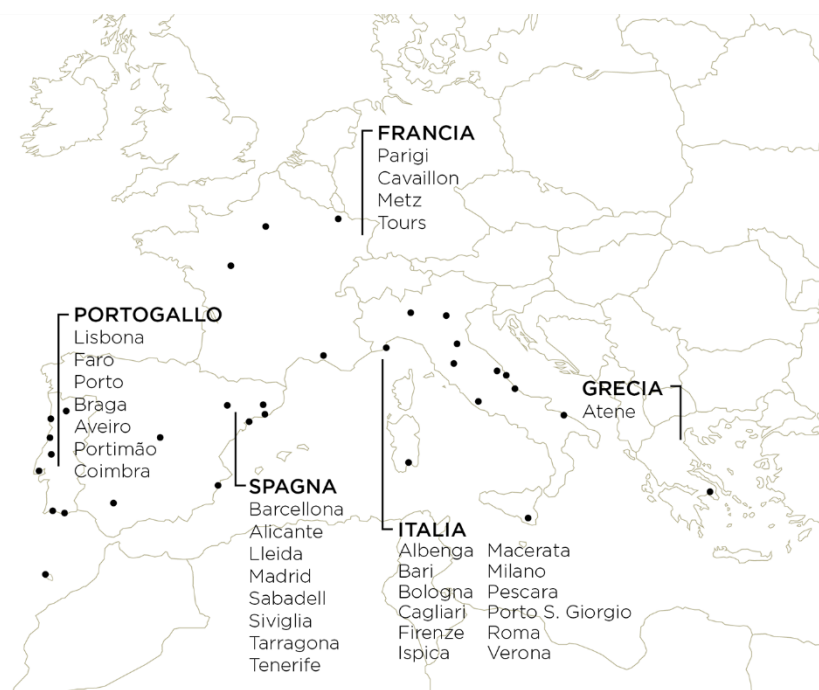 FRANCIA
Parigi
Cavaillon
Metz
Tours
PORTOGALLO
Lisbona
Faro
Porto
Braga
Aveiro
Portimão
Coimbra
GRECIA
Atene
SPAGNA
Barcellona
Alicante
Lleida
Madrid
Sabadell
Siviglia
Tarragona
Tenerife
ITALIA
Albenga Macerata
Bari Milano
Bologna Pescara
Cagliari Porto S. Giorgio
Firenze Roma
Ispica Verona